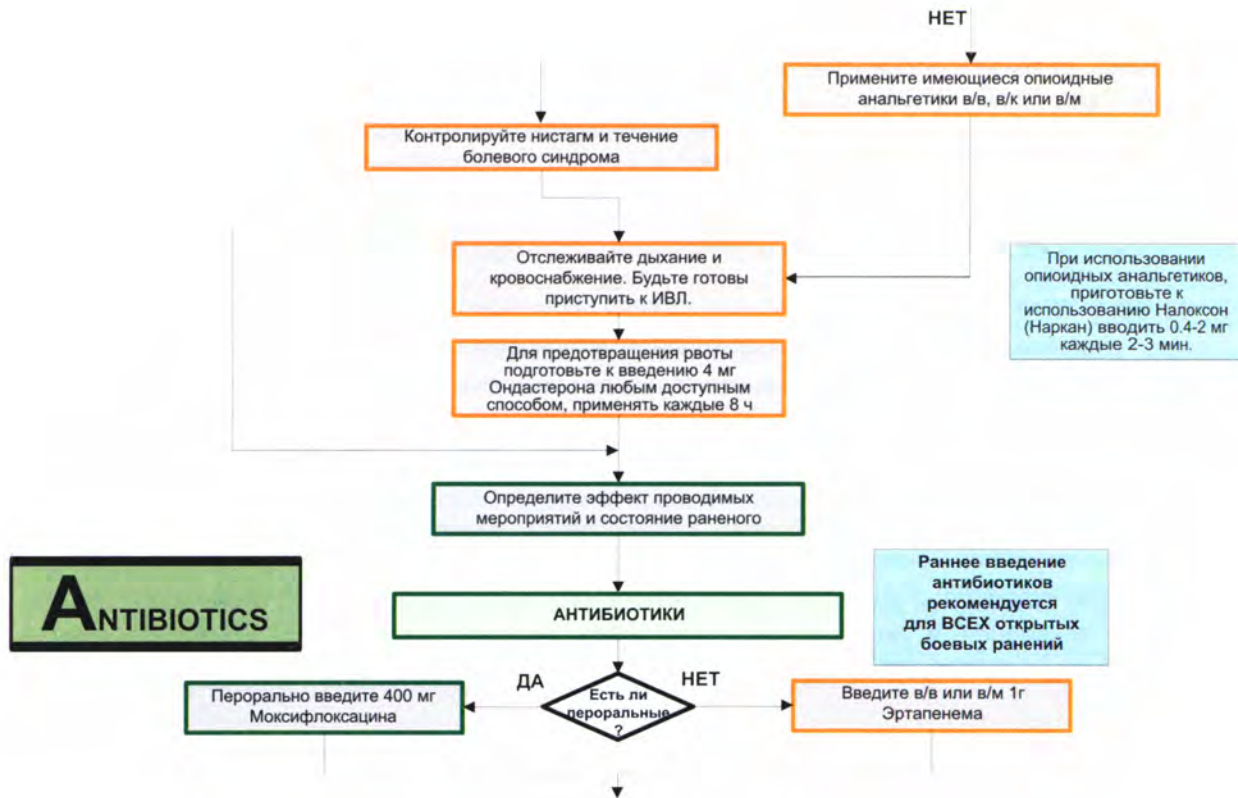 НЕТ
Примените имеющиеся опиоидные
анальгетики в/в, в/к или в/м
Контролируйте нистагм и течение
болевого синдрома
Отслеживайте дыхание и
кровоснабжение. Будьте готовы
приступить к ИВЛ.
При использовании
опиоидных анальгетиков,
приготовьте к
использованию Налоксон
(Наркан) вводить 0.4-2 мг
каждые 2-3 мин.
Для предотвращения рвоты
подготовьте к введению 4 мг
Ондастерона любым доступным
способом, применять каждые 8 ч
Определите эффект проводимых
мероприятий и состояние раненого
ANTIBIOTICS
АНТИБИОТИКИ
Раннее введение
антибиотиков
рекомендуется
для ВСЕХ открытых
боевых ранений
Перорально введите 400 мг
Моксифлоксацина
ДА
Есть ли
пероральные
?
НЕТ
Введите в/в или в/м 1г
Эртапенема